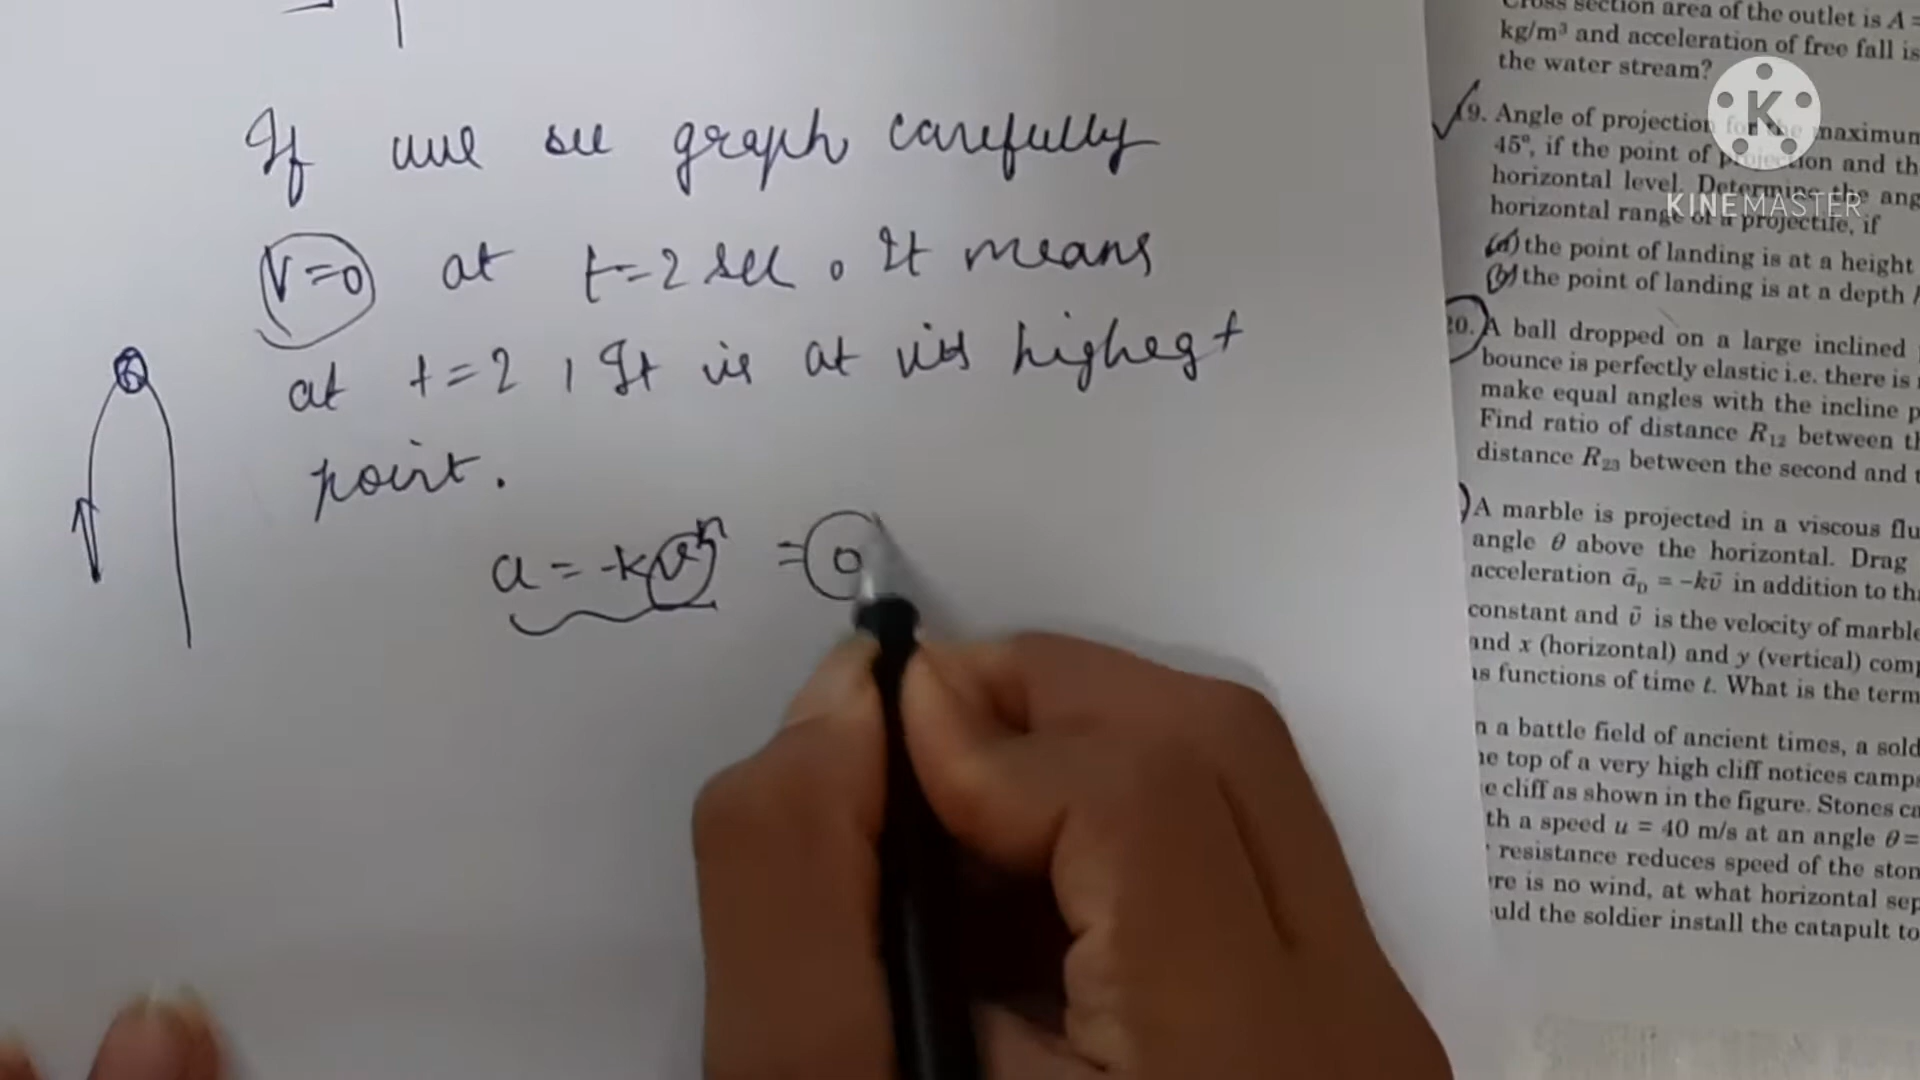 If we see graph carefully
V=0 at t=2 sec . It means
at t=2 , It is at its highest
point.
a = -kvⁿ = 0
Cross section area of the outlet is A =
kg/m³ and acceleration of free fall is
the water stream?
19. Angle of projection for the maximum
45°, if the point of projection and th
horizontal level. Determine the ang
horizontal range of a projectile, if
(a) the point of landing is at a height
(b) the point of landing is at a depth h
20. A ball dropped on a large inclined
bounce is perfectly elastic i.e. there is
make equal angles with the incline p
Find ratio of distance R₁₂ between th
distance R₂₃ between the second and t
A marble is projected in a viscous flu
angle θ above the horizontal. Drag
acceleration a⃗_D = −kv⃗ in addition to th
constant and v⃗ is the velocity of marble
and x (horizontal) and y (vertical) comp
as functions of time t. What is the term
n a battle field of ancient times, a sold
he top of a very high cliff notices camps
e cliff as shown in the figure. Stones ca
th a speed u = 40 m/s at an angle θ =
resistance reduces speed of the ston
ere is no wind, at what horizontal sep
ould the soldier install the catapult to
K
KINEMASTER